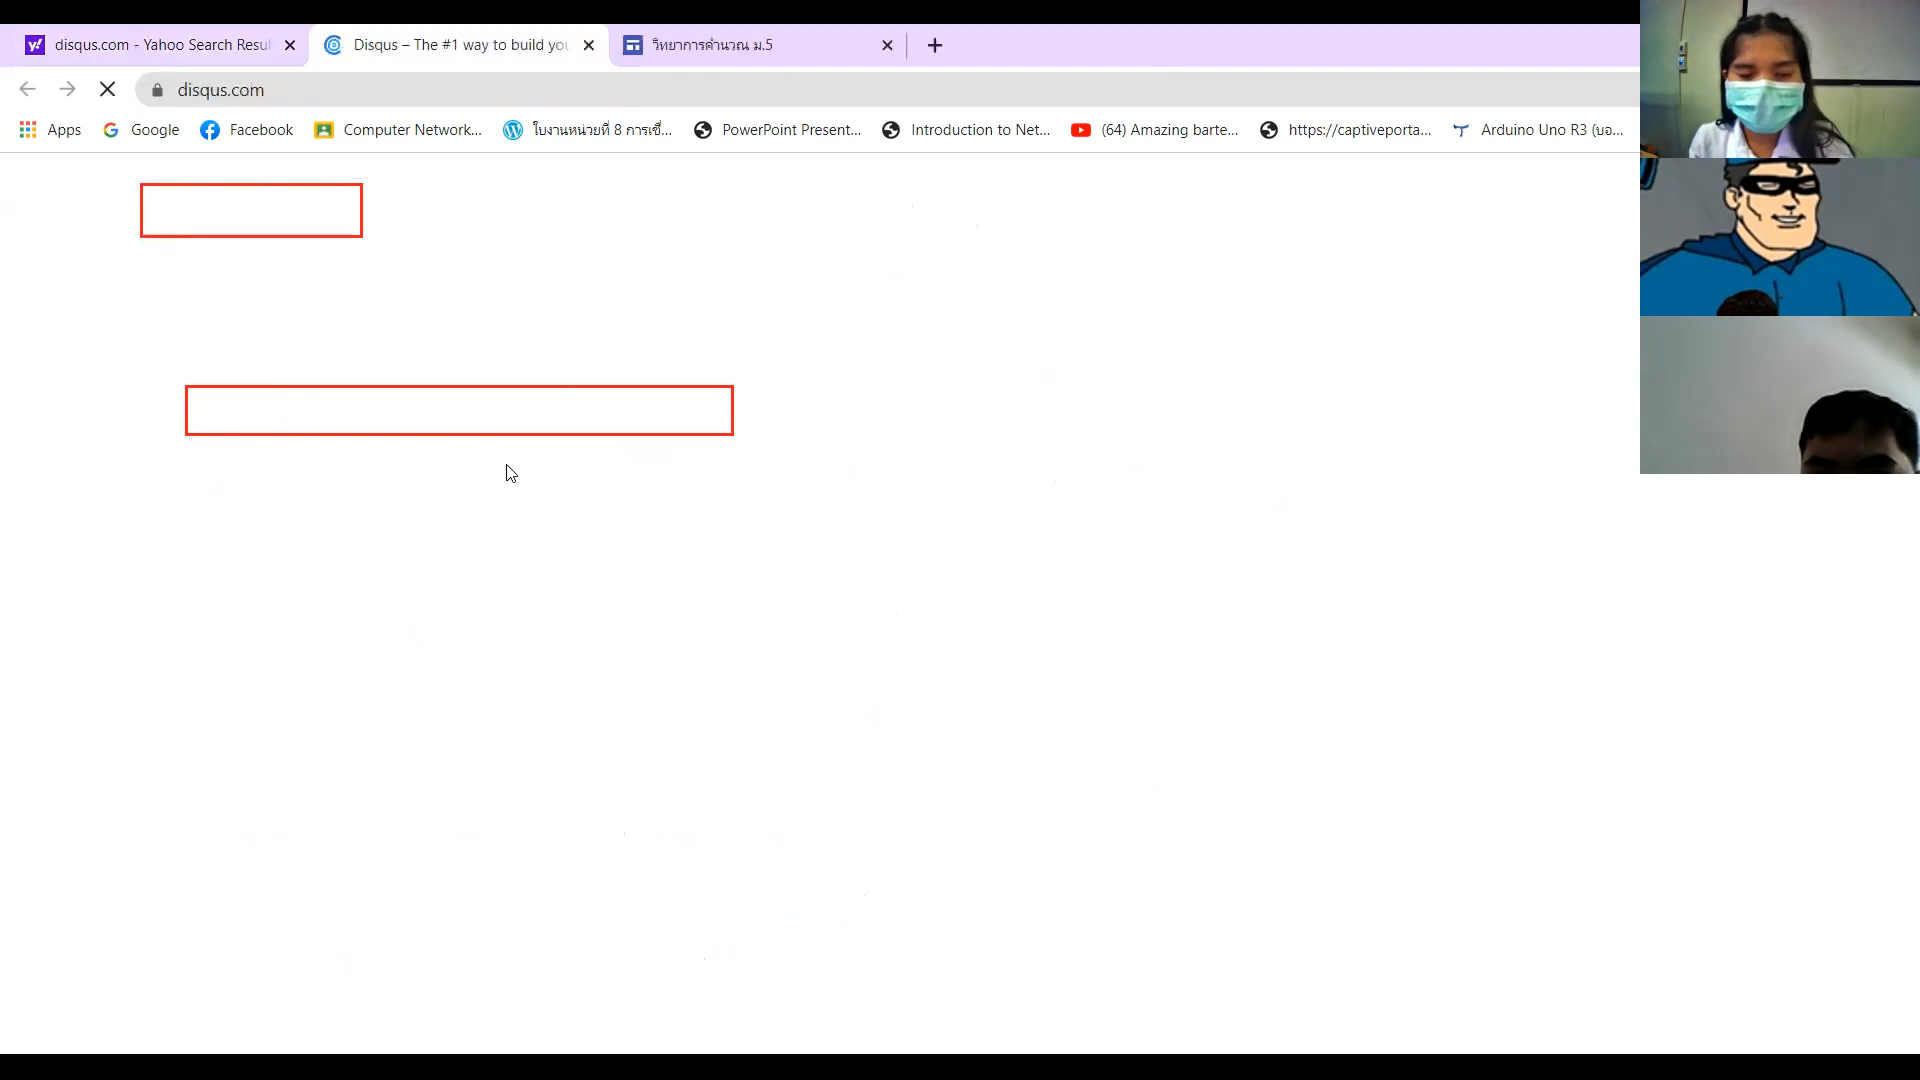 disqus.com - Yahoo Search Resul
Disqus – The #1 way to build you
วิทยาการคำนวณ ม.5
disqus.com
Apps
Google
Facebook
Computer Network...
ใบงานหน่วยที่ 8 การเชื่...
PowerPoint Present...
Introduction to Net...
(64) Amazing barte...
https://captiveporta...
Arduino Uno R3 (บอ...